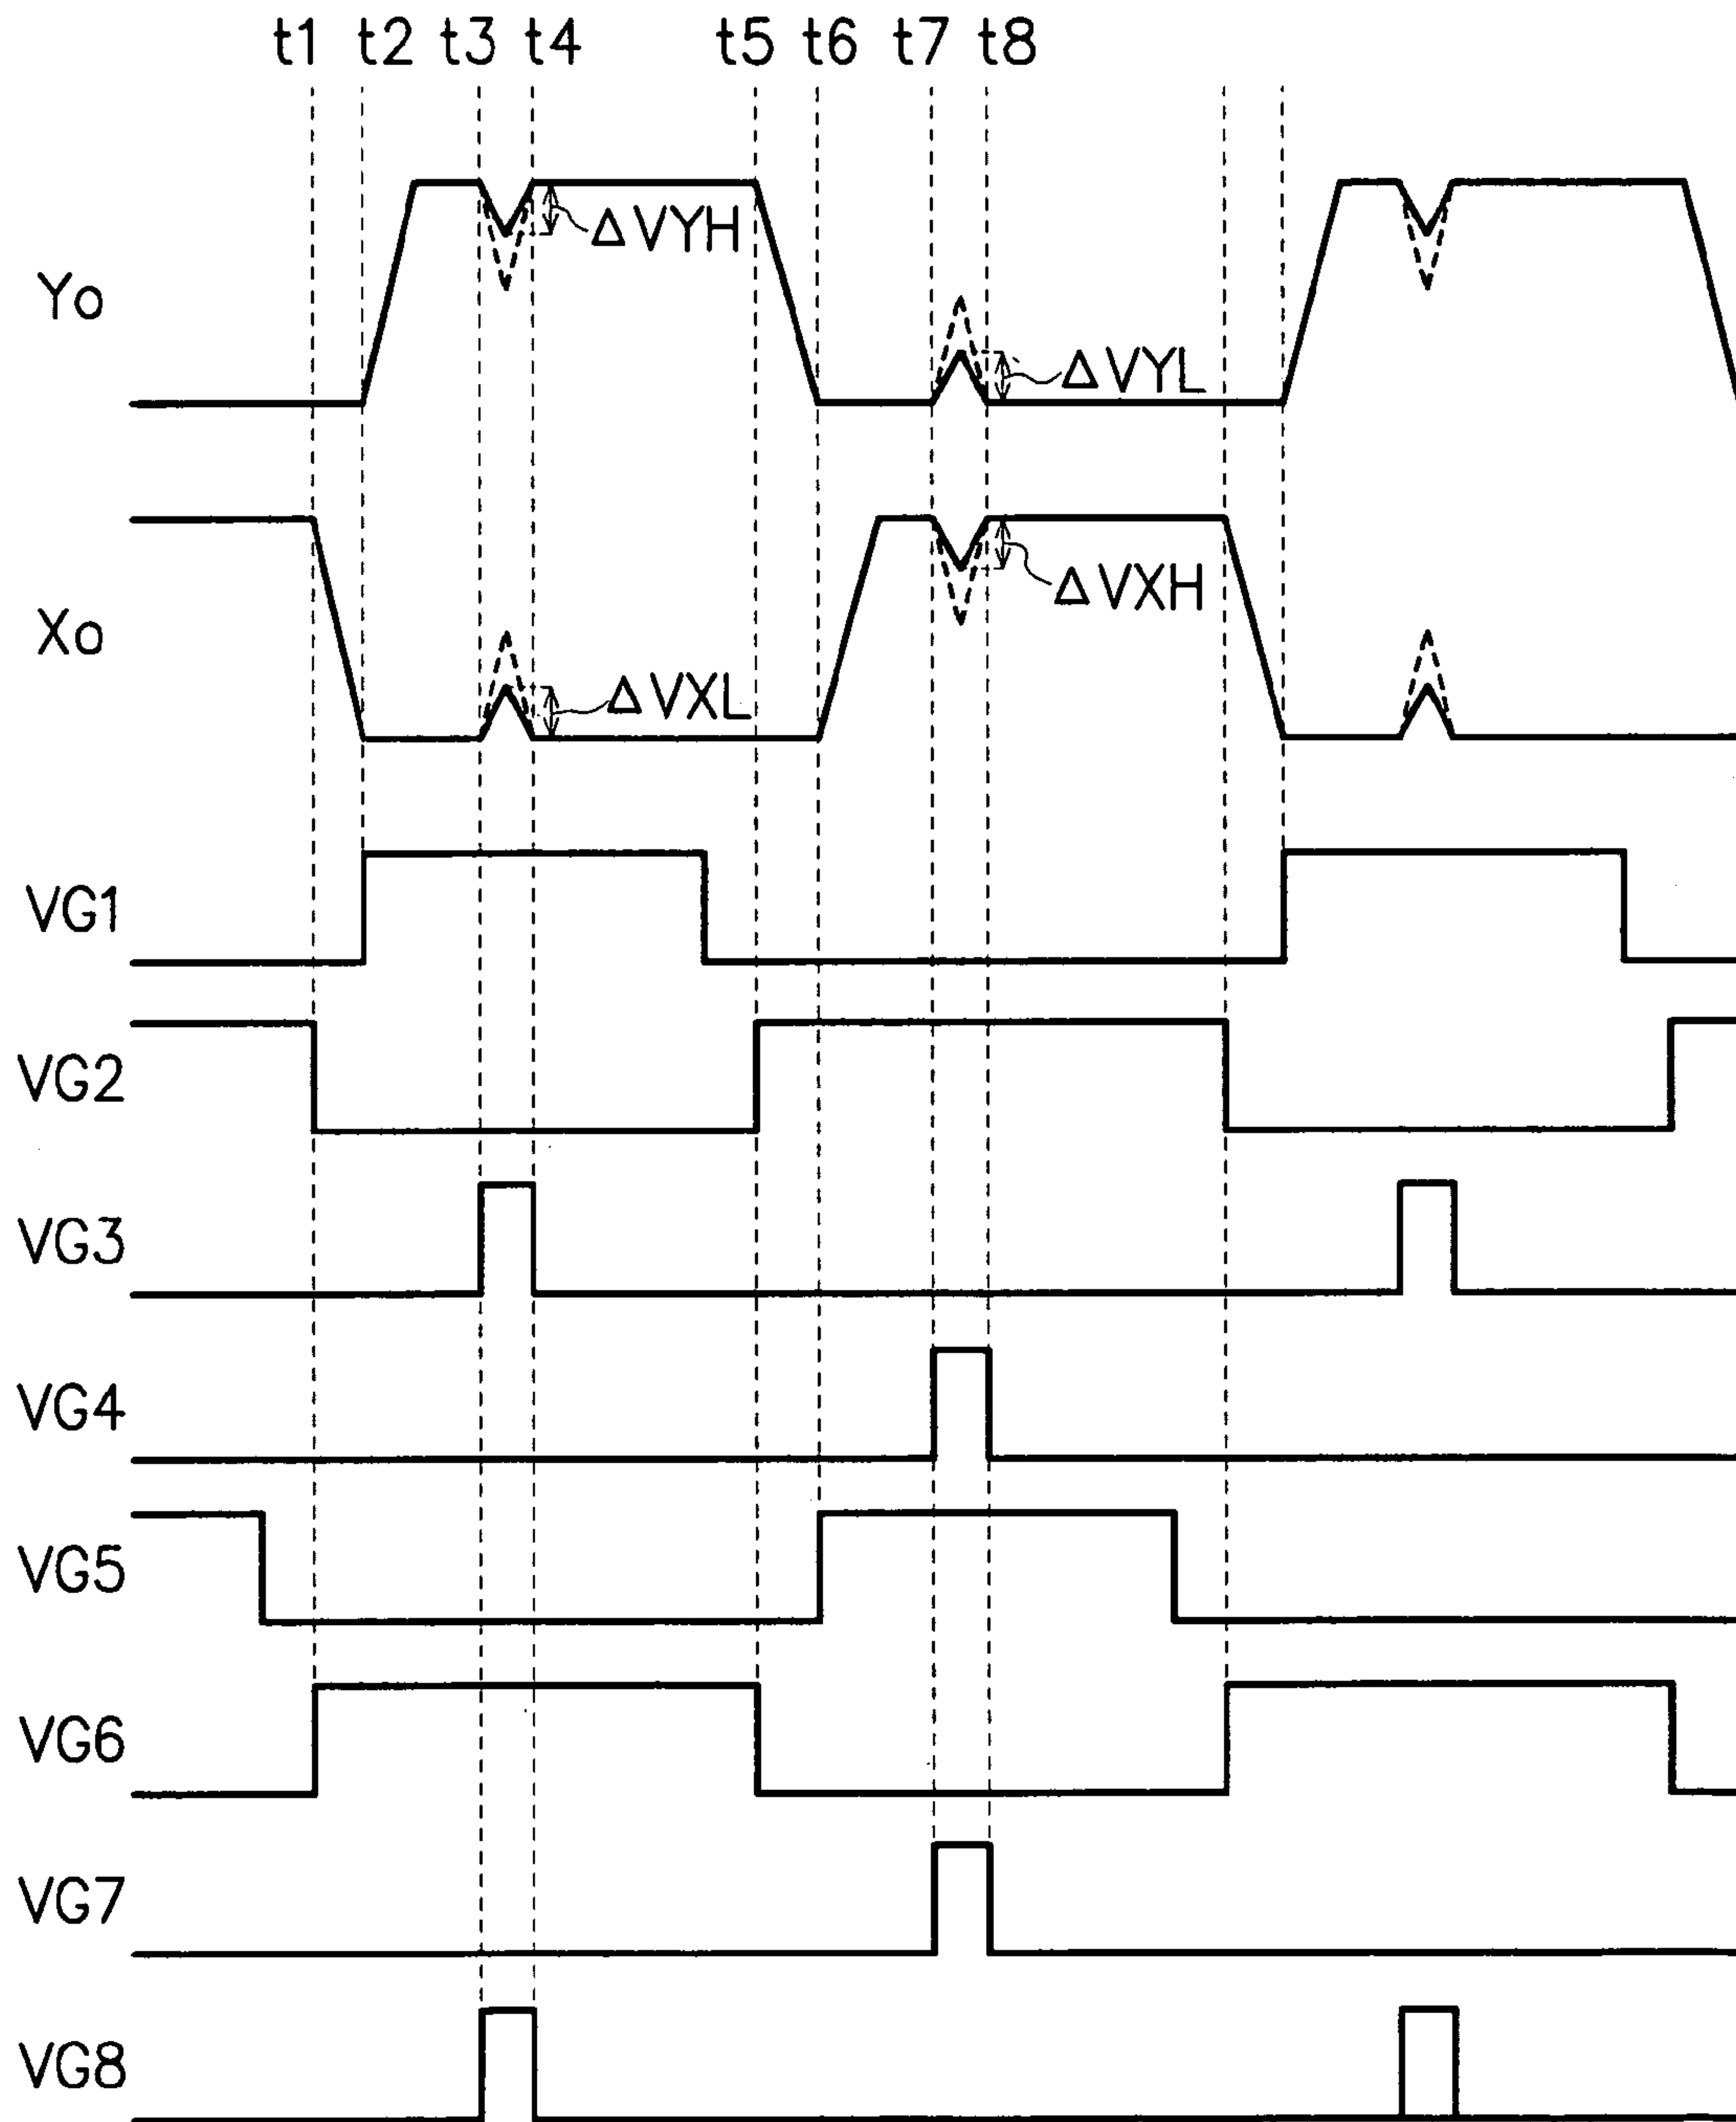 t1 t2 t3 t4 t5 t6 t7 t8
ΔVYH
Yo
ΔVYL
ΔVXH
Xo
ΔVXL
VG1
VG2
VG3
VG4
VG5
VG6
VG7
VG8